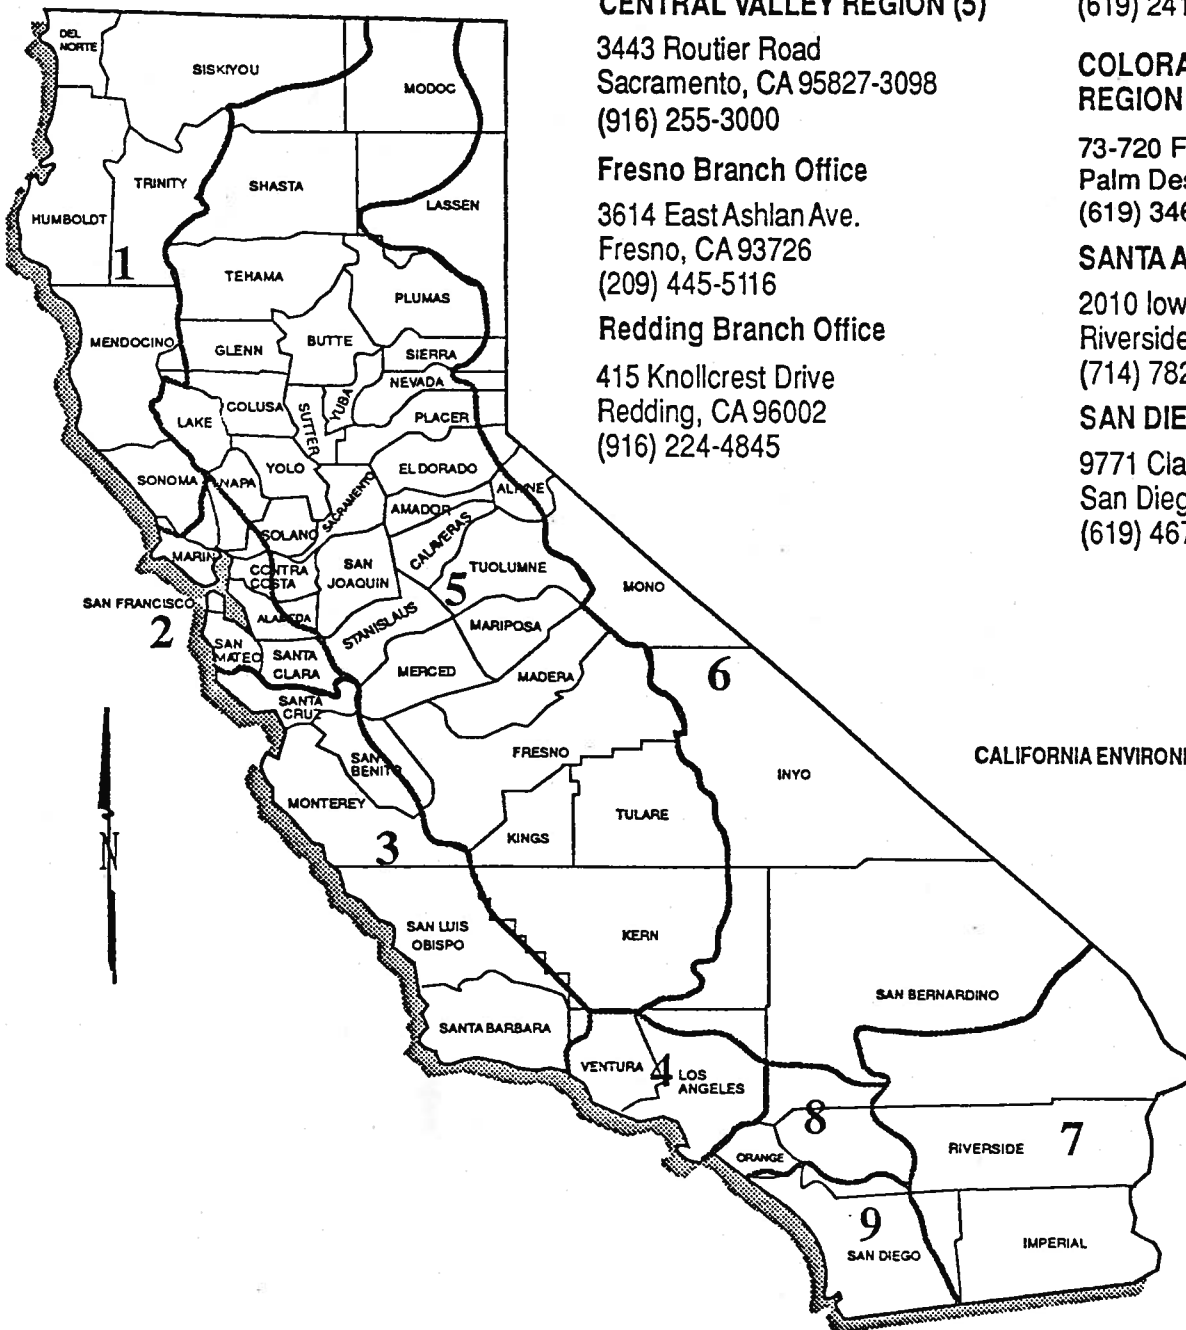 CENTRAL VALLEY REGION (5)
3443 Routier Road
Sacramento, CA 95827-3098
(916) 255-3000
Fresno Branch Office
3614 East Ashlan Ave.
Fresno, CA 93726
(209) 445-5116
Redding Branch Office
415 Knollcrest Drive
Redding, CA 96002
(916) 224-4845
(619) 241
COLORA
REGION
73-720 F
Palm Des
(619) 346
SANTA A
2010 Iow
Riverside
(714) 782
SAN DIE
9771 Cla
San Dieg
(619) 467
CALIFORNIA ENVIRON
DEL
NORTE
SISKIYOU
MODOC
TRINITY
SHASTA
LASSEN
HUMBOLDT
1
TEHAMA
PLUMAS
MENDOCINO
GLENN
BUTTE
SIERRA
NEVADA
YUBA
COLUSA
SUTTER
PLACER
LAKE
YOLO
EL DORADO
SONOMA
NAPA
SACRAMENTO
ALPINE
AMADOR
SOLANO
CALAVERAS
MARIN
CONTRA
COSTA
SAN
JOAQUIN
TUOLUMNE
5
MONO
SAN FRANCISCO
2
ALAMEDA
STANISLAUS
MARIPOSA
SAN
MATEO
SANTA
CLARA
MERCED
MADERA
6
SANTA
CRUZ
FRESNO
SAN
BENITO
INYO
MONTEREY
TULARE
KINGS
3
N
SAN LUIS
OBISPO
KERN
SAN BERNARDINO
SANTA BARBARA
VENTURA
4
LOS
ANGELES
8
ORANGE
RIVERSIDE
7
9
SAN DIEGO
IMPERIAL